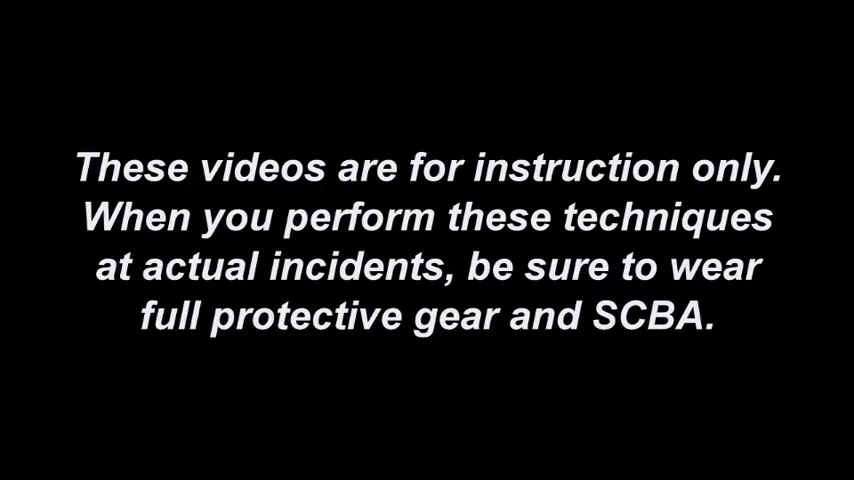 These videos are for instruction only.
When you perform these techniques
at actual incidents, be sure to wear
full protective gear and SCBA.